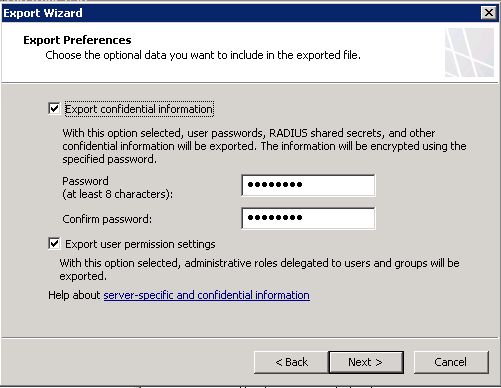 Export Wizard
Export Preferences
Choose the optional data you want to include in the exported file.
Export confidential information
With this option selected, user passwords, RADIUS shared secrets, and other
confidential information will be exported. The information will be encrypted using the
specified password.
Password
(at least 8 characters):
Confirm password:
Export user permission settings
With this option selected, administrative roles delegated to users and groups will be
exported.
Help about server-specific and confidential information
< Back
Next >
Cancel